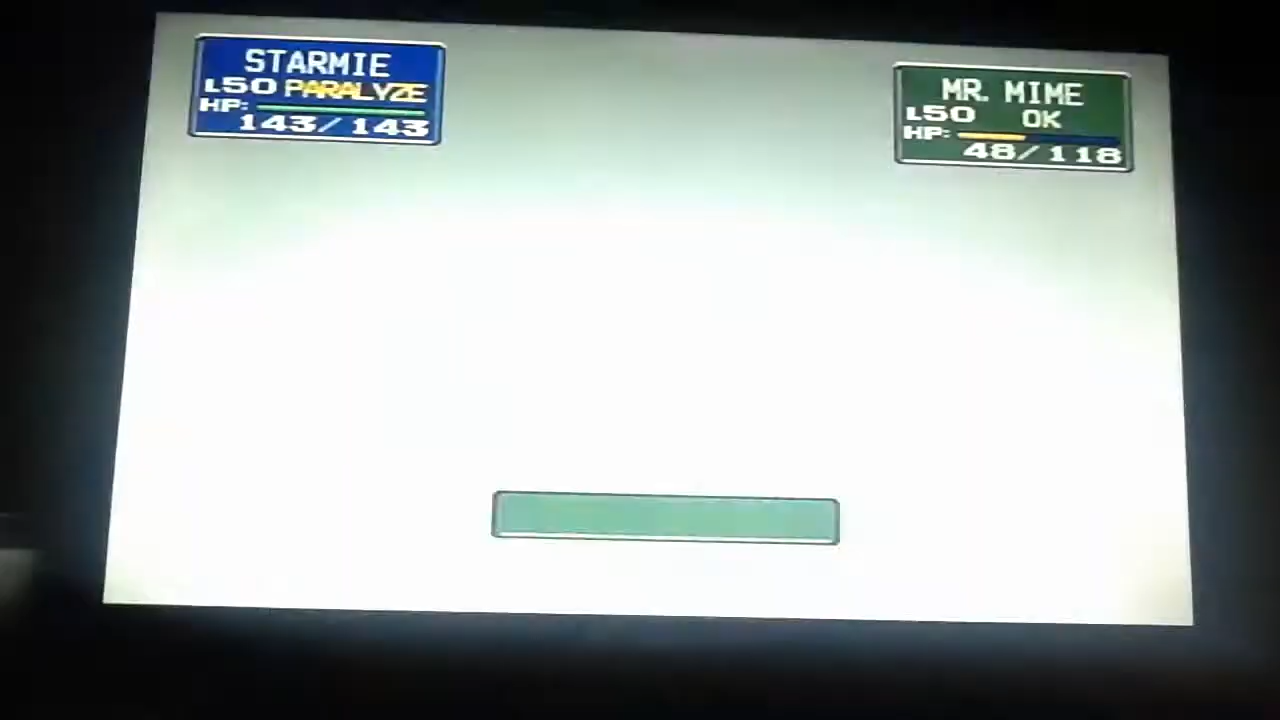 STARMIE
L50 PARALYZE
HP:
143/143
MR. MIME
L50 OK
HP:
48/118